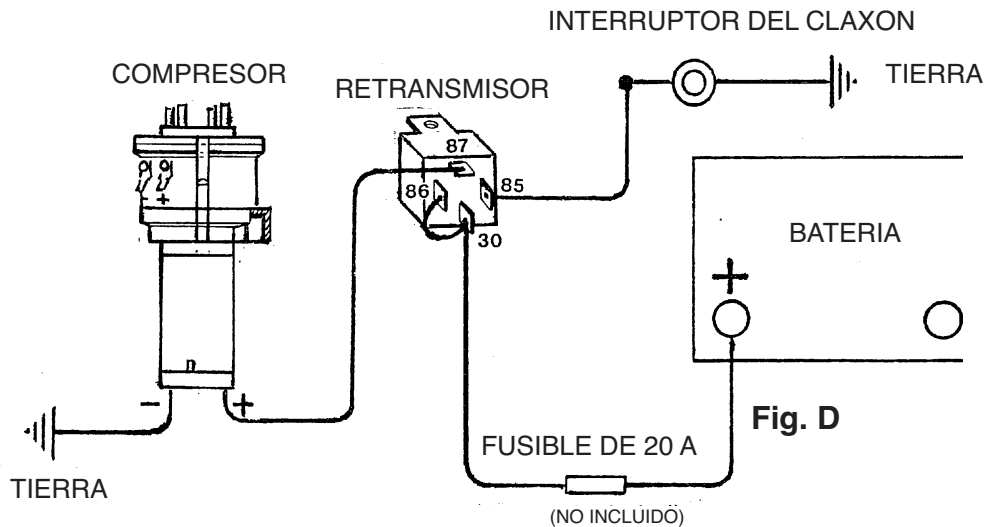 INTERRUPTOR DEL CLAXON
COMPRESOR
RETRANSMISOR
TIERRA
87
86
85
30
- +
BATERIA
+
n
- +
Fig. D
FUSIBLE DE 20 A
TIERRA
(NO INCLUIDO)